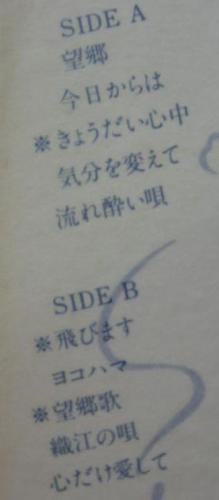 SIDE A
望郷
今日からは
※きょうだい心中
気分を変えて
流れ酔い唄
SIDE B
※飛びます
ヨコハマ
※望郷歌
織江の唄
心だけ愛して